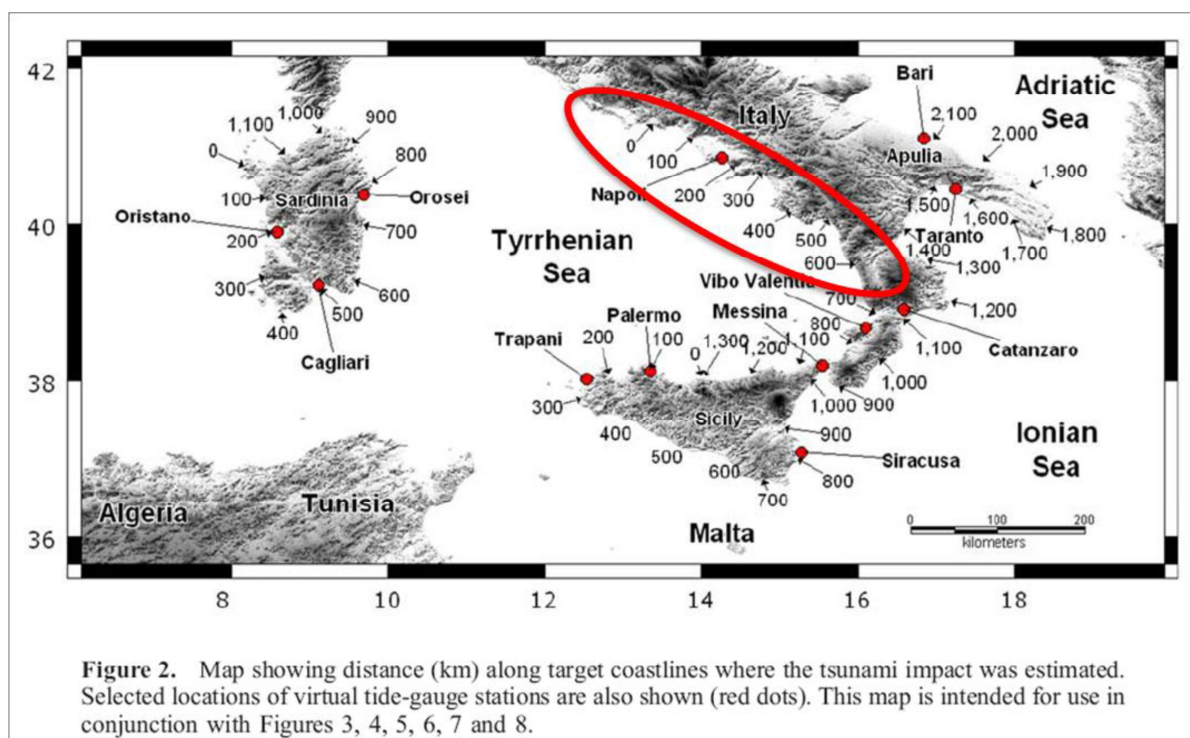 42
40
38
36
8
10
12
14
16
18
Adriatic
Sea
Bari
2,100
2,000
1,900
Apulia
Italy
1,000
900
1,100
0
800
100
Sardinia
Orosei
Oristano
200
700
300
600
500
400
Cagliari
0
100
Napoli
200
300
400
500
600
1,500
1,600
Taranto
1,700
1,800
1,400
1,300
Tyrrhenian
Sea
Vibo Valentia
700
1,200
Messina
800
1,100
Catanzaro
Palermo
Trapani
200
100
0
1,300
1,200
1,100
1,000
900
1,000
300
400
Sicily
900
500
600
Siracusa
800
700
Ionian
Sea
Algeria
Tunisia
Malta
0
100
200
kilometers
Figure 2. Map showing distance (km) along target coastlines where the tsunami impact was estimated.
Selected locations of virtual tide-gauge stations are also shown (red dots). This map is intended for use in
conjunction with Figures 3, 4, 5, 6, 7 and 8.